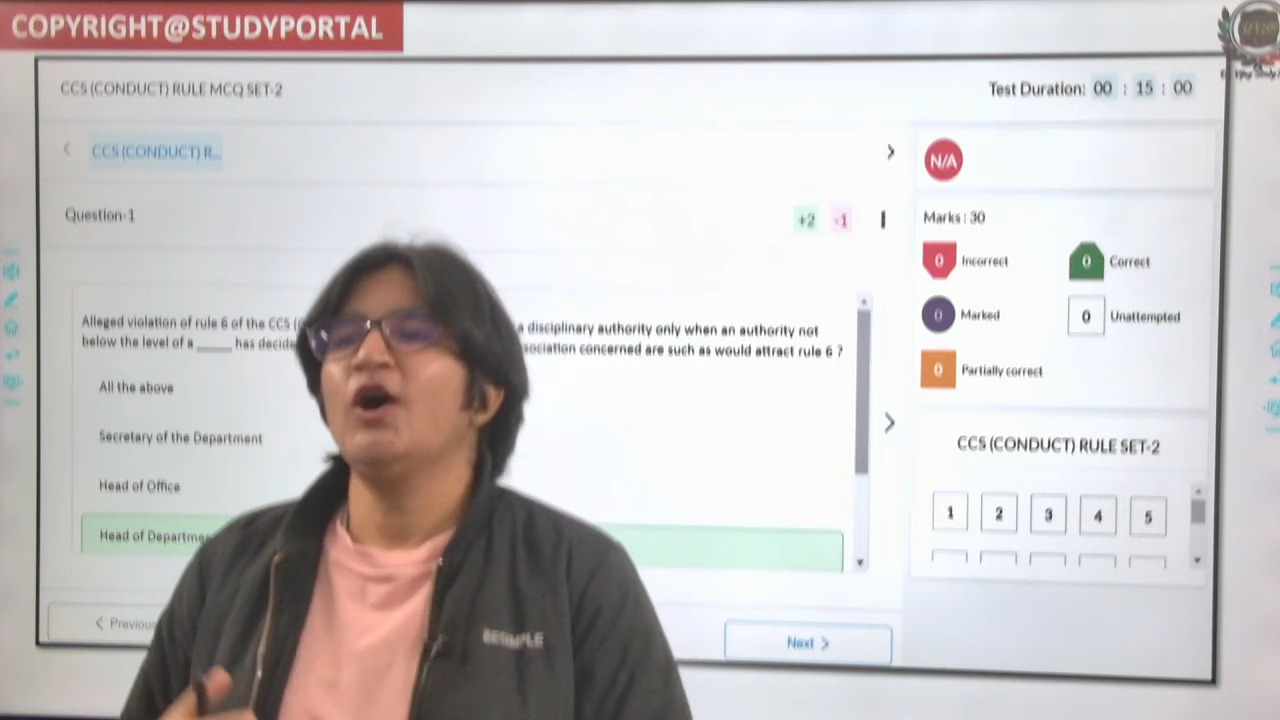 COPYRIGHT@STUDYPORTAL
CCS (CONDUCT) RULE MCQ SET-2
Test Duration: 00 : 15 : 00
CCS (CONDUCT) R...
N/A
Question-1
+2 -1
Marks : 30
0 Incorrect
0 Correct
0 Marked
0 Unattempted
0 Partially correct
Alleged violation of rule 6 of the CCS ( a disciplinary authority only when an authority not
below the level of a _____ has decide sociation concerned are such as would attract rule 6 ?
All the above
Secretary of the Department
Head of Office
Head of Departme
CCS (CONDUCT) RULE SET-2
1 2 3 4 5
< Previous
Next >
BESIMPLE